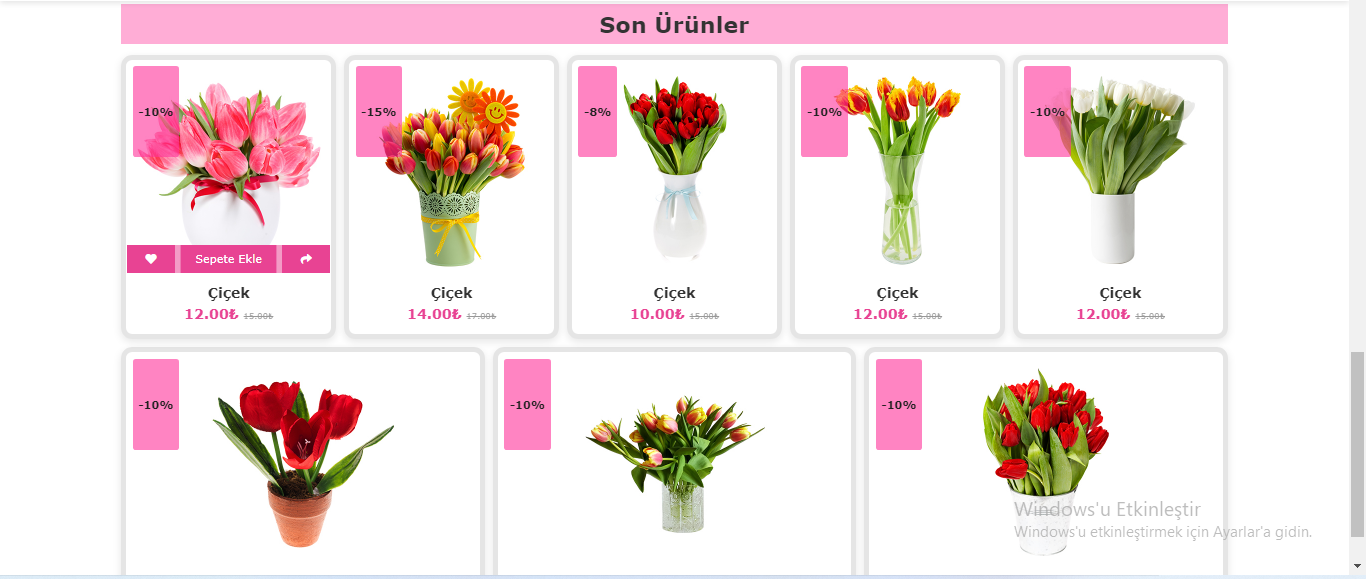 Son Ürünler
-10%
-15%
-8%
-10%
-10%
Sepete Ekle
Çiçek
Çiçek
Çiçek
Çiçek
Çiçek
12.00₺ 15.00₺
14.00₺ 17.00₺
10.00₺ 15.00₺
12.00₺ 15.00₺
12.00₺ 15.00₺
-10%
-10%
-10%
Windows'u Etkinleştir
Windows'u etkinleştirmek için Ayarlar'a gidin.